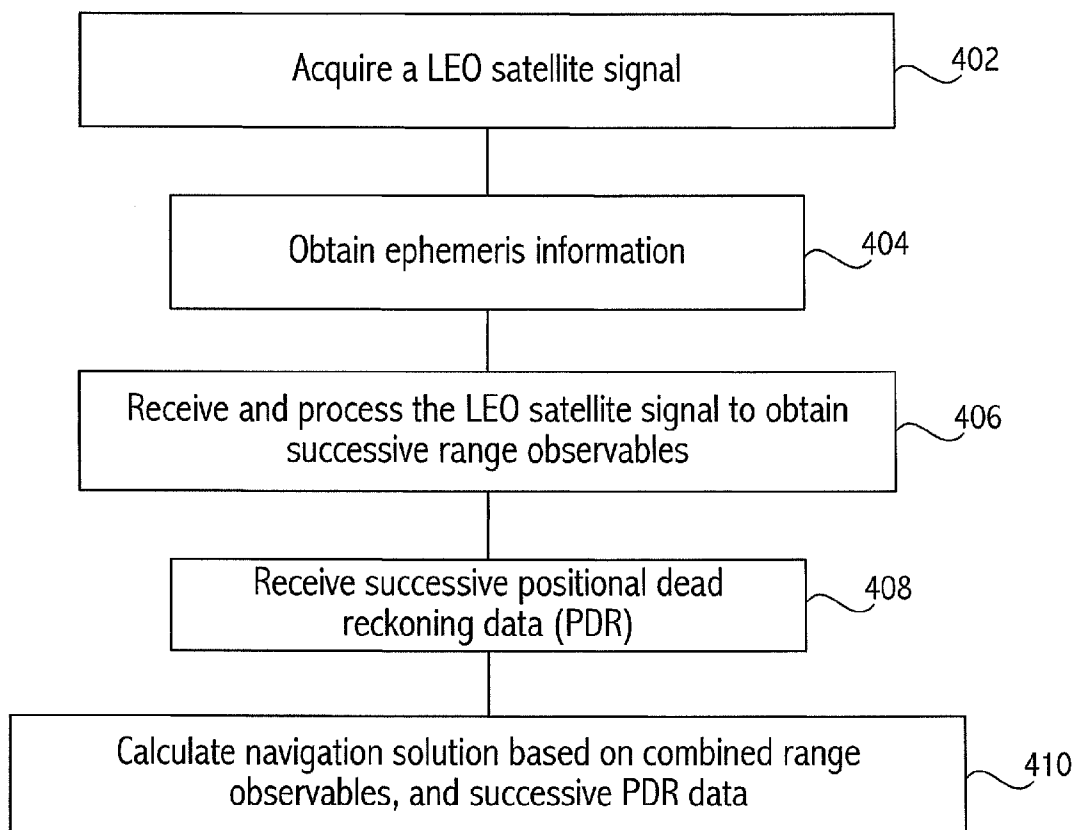 Acquire a LEO satellite signal
402
Obtain ephemeris information
404
Receive and process the LEO satellite signal to obtain
successive range observables
406
Receive successive positional dead
reckoning data (PDR)
408
Calculate navigation solution based on combined range
observables, and successive PDR data
410